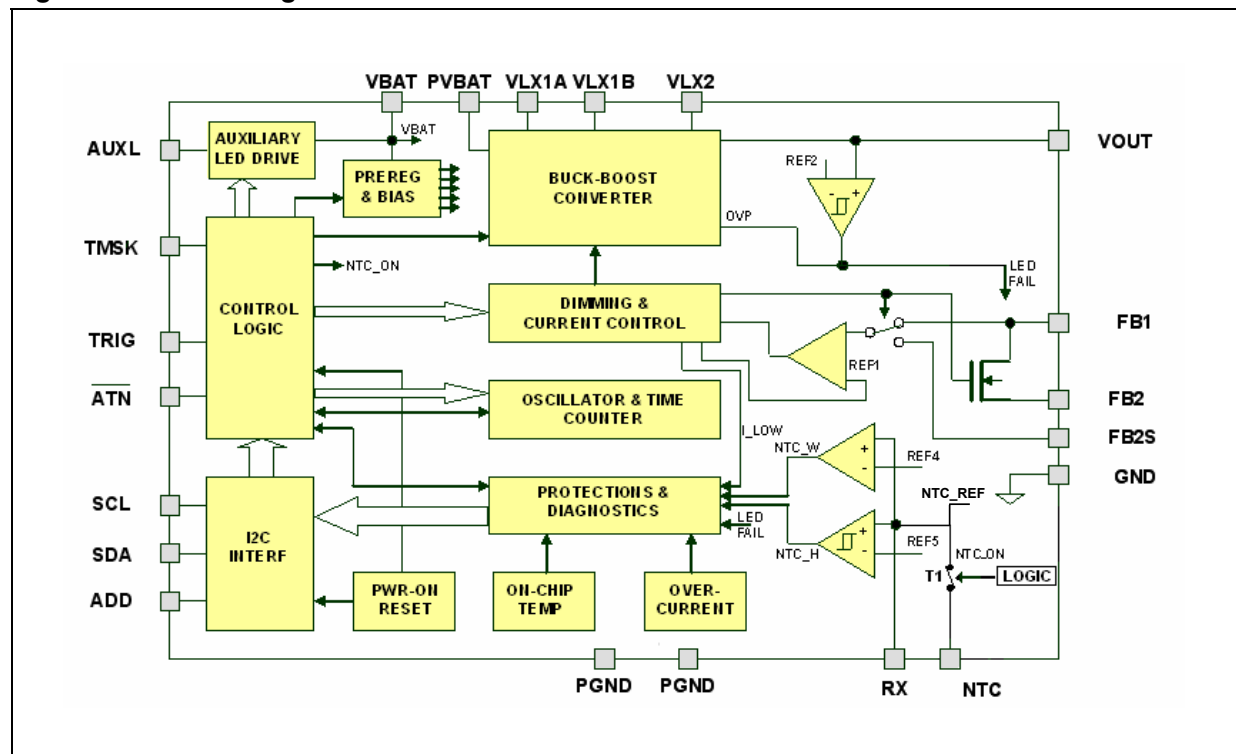 VBAT PVBAT VLX1A VLX1B VLX2
AUXL
AUXILIARY
LED DRIVE
VBAT
PREREG
& BIAS
BUCK-BOOST
CONVERTER
REF2
- +
VOUT
OVP
TMSK
NTC_ON
LED
FAIL
CONTROL
LOGIC
DIMMING &
CURRENT CONTROL
FB1
TRIG
REF1
ATN
OSCILLATOR & TIME
COUNTER
FB2
I_LOW
FB2S
NTC_W
+
-
REF4
GND
SCL
PROTECTIONS &
DIAGNOSTICS
NTC_REF
I2C
INTERF
LED
FAIL
+
-
REF5
SDA
NTC_H
NTC_ON
T1
LOGIC
ADD
PWR-ON
RESET
ON-CHIP
TEMP
OVER-
CURRENT
PGND PGND RX NTC